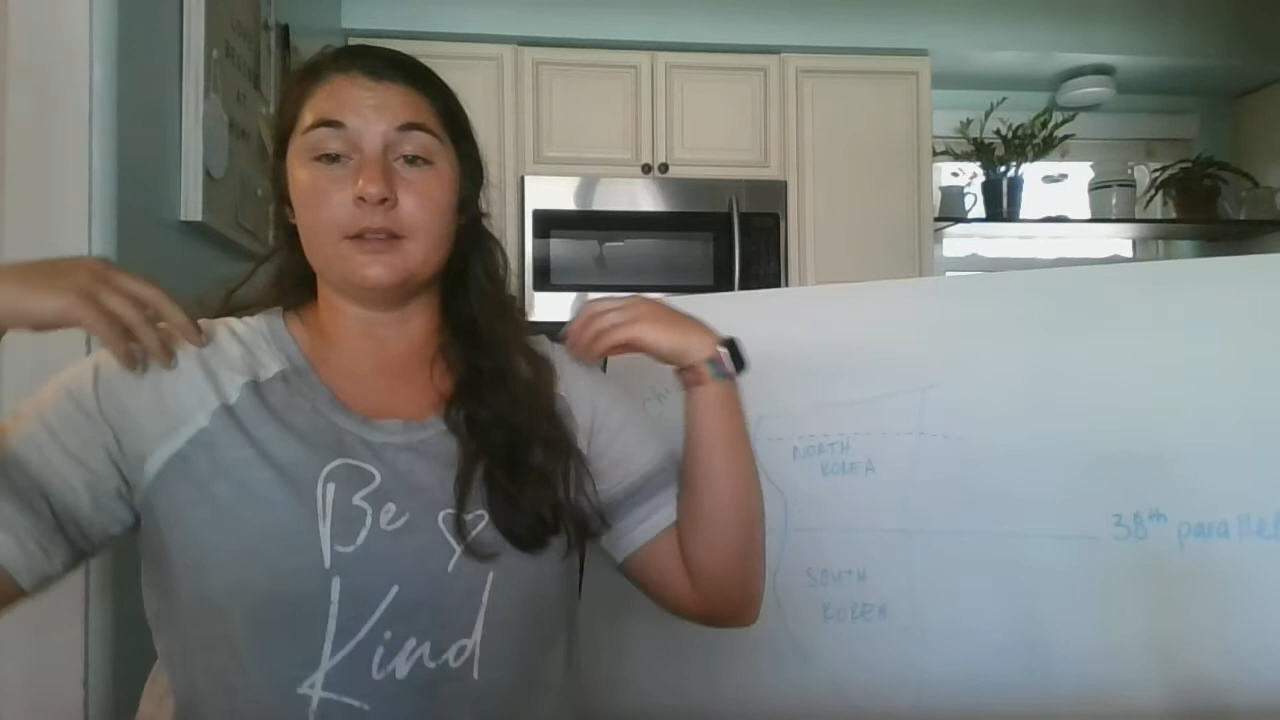 Be
Kind
NORTH
KOREA
38th parallel
SOUTH
KOREA